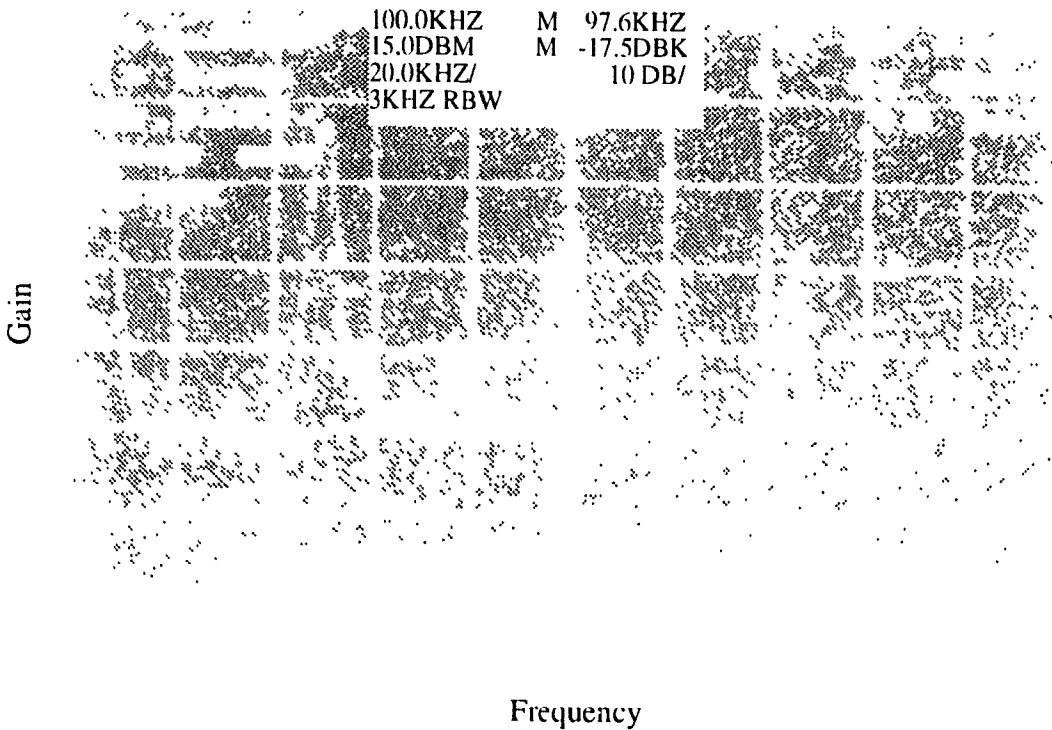 100.0KHZ M 97.6KHZ
15.0DBM M -17.5DBK
20.0KHZ/ 10 DB/
3KHZ RBW
Gain
Frequency